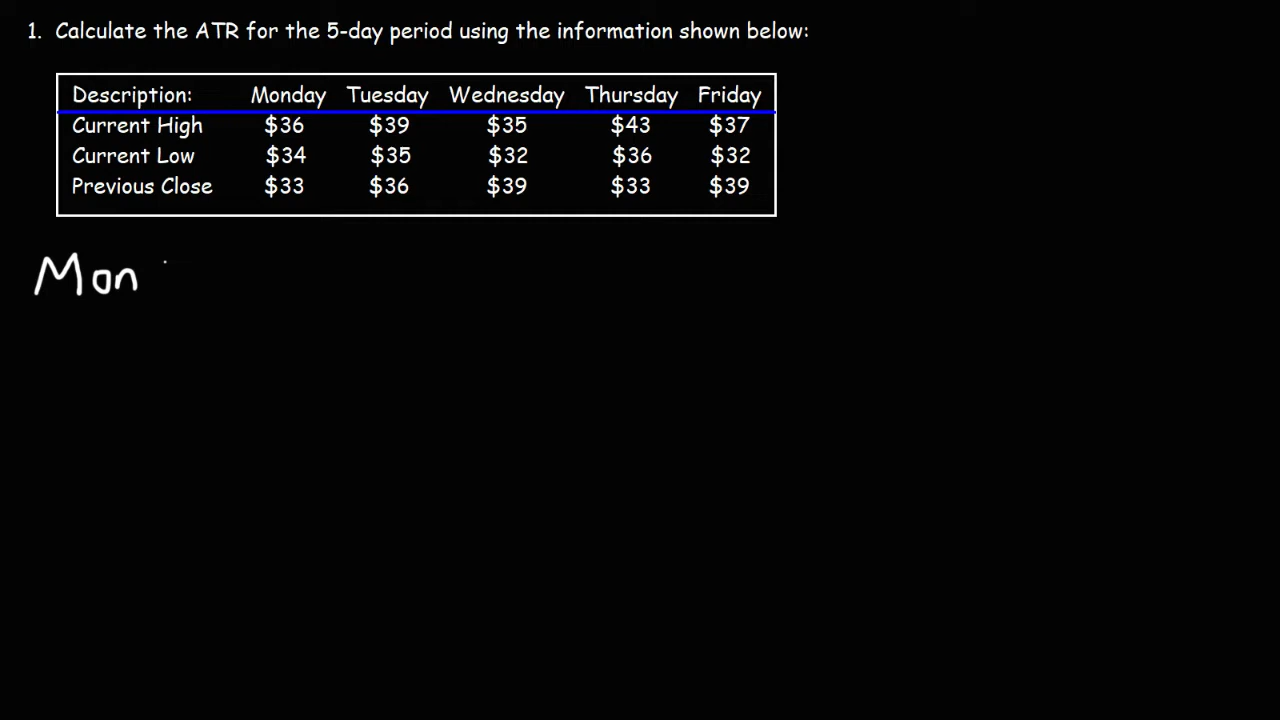 1. Calculate the ATR for the 5-day period using the information shown below:
Description: Monday Tuesday Wednesday Thursday Friday
Current High $36 $39 $35 $43 $37
Current Low $34 $35 $32 $36 $32
Previous Close $33 $36 $39 $33 $39
Mon